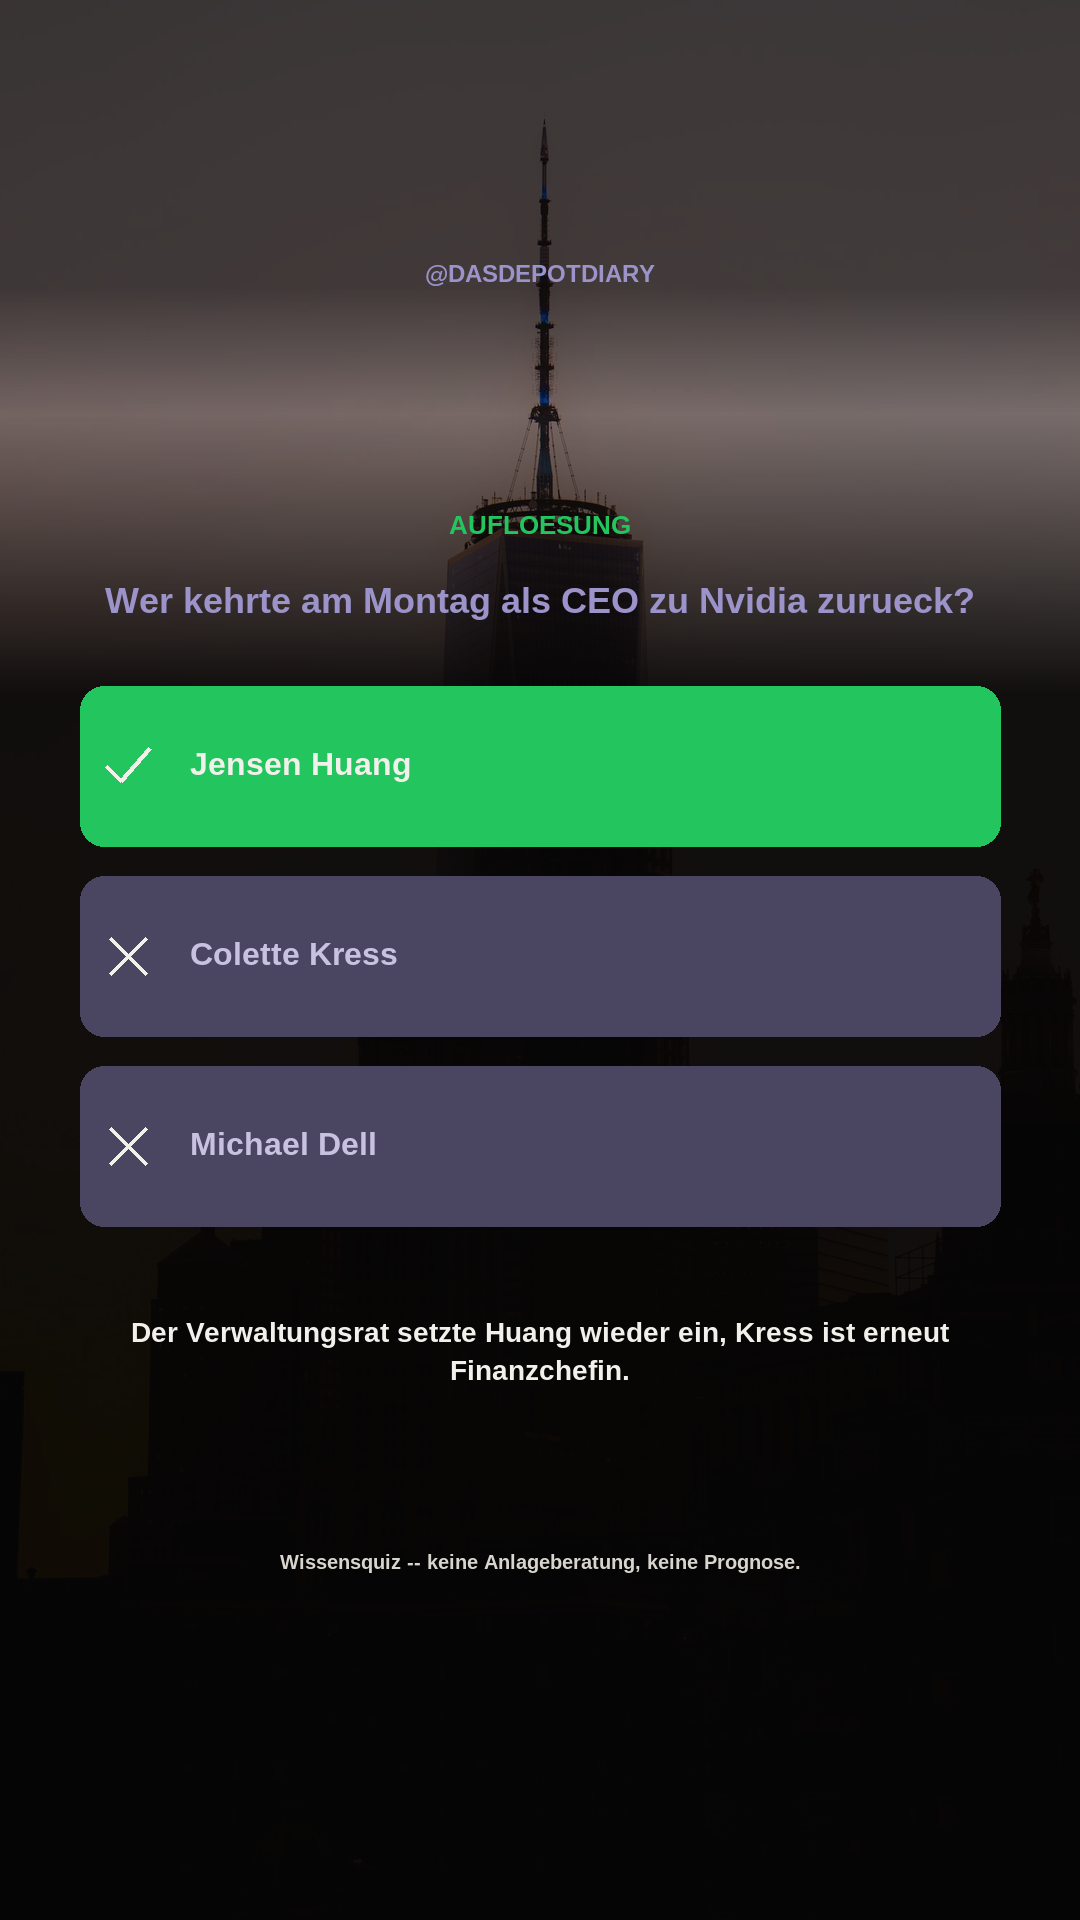 @DASDEPOTDIARY
AUFLOESUNG
Wer kehrte am Montag als CEO zu Nvidia zurueck?
Jensen Huang
Colette Kress
Michael Dell
Der Verwaltungsrat setzte Huang wieder ein, Kress ist erneut
Finanzchefin.
Wissensquiz -- keine Anlageberatung, keine Prognose.